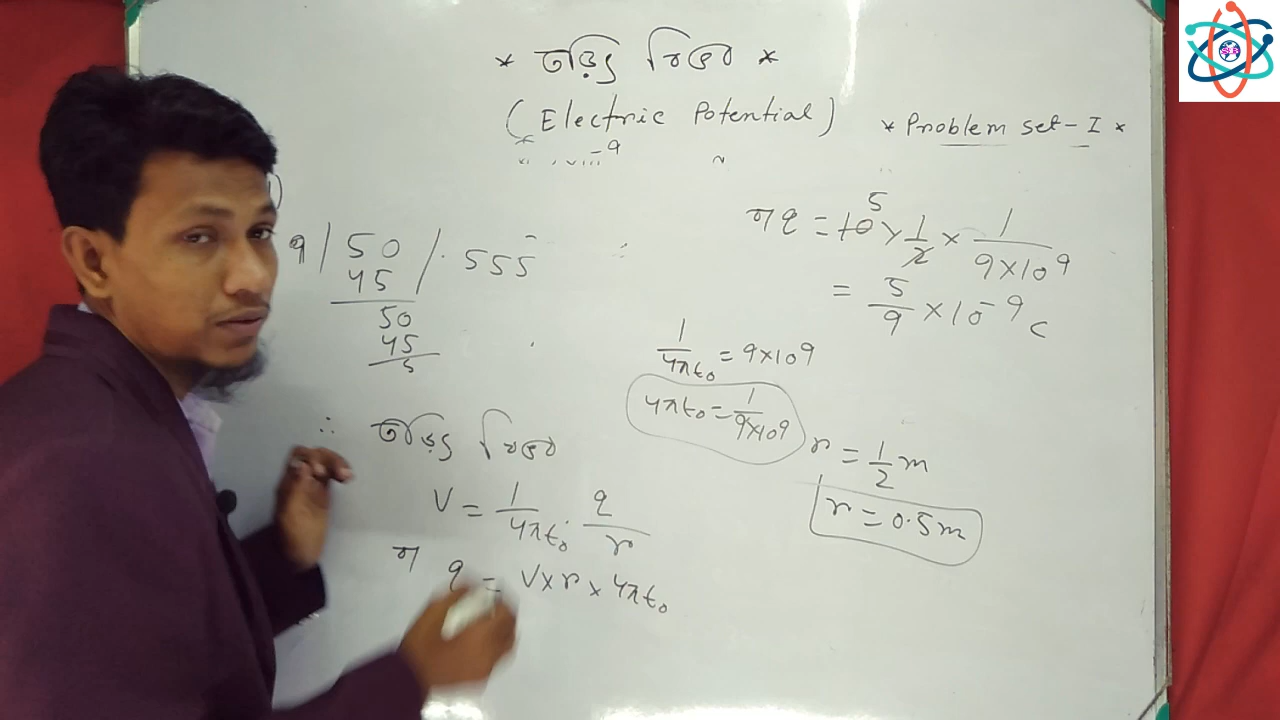 * তড়িৎ বিভব *
(Electric Potential)
* Problem set - I *
9 / 50 / .555
45
50
45
5
বা q = 10⁵ × 1/2 × 1/(9×10⁹)
= 5/9 × 10⁻⁹ C
1/(4πε₀) = 9×10⁹
4πε₀ = 1/(9×10⁹)
r = 1/2 m
r = 0.5m
∴ তড়িৎ বিভব
V = 1/(4πε₀) · q/r
বা q = V×r×4πε₀